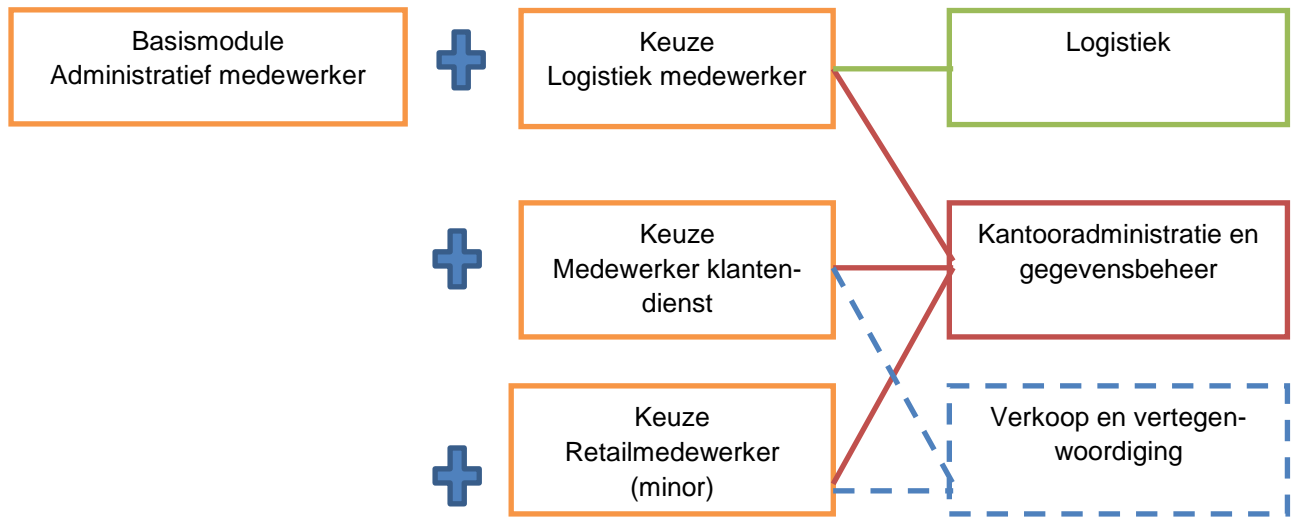 Basismodule
Administratief medewerker
Keuze
Logistiek medewerker
Logistiek
Keuze
Medewerker klanten-
dienst
Kantooradministratie en
gegevensbeheer
Keuze
Retailmedewerker
(minor)
Verkoop en vertegen-
woordiging